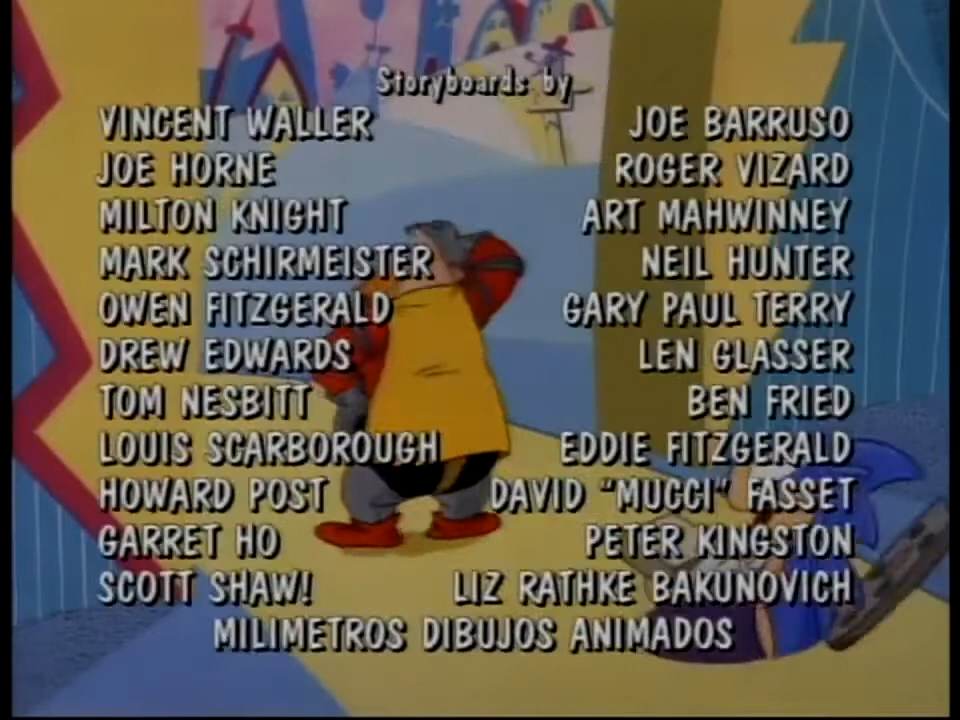 Storyboards by
VINCENT WALLER JOE BARRUSO
JOE HORNE ROGER VIZARD
MILTON KNIGHT ART MAHWINNEY
MARK SCHIRMEISTER NEIL HUNTER
OWEN FITZGERALD GARY PAUL TERRY
DREW EDWARDS LEN GLASSER
TOM NESBITT BEN FRIED
LOUIS SCARBOROUGH EDDIE FITZGERALD
HOWARD POST DAVID "MUCCI" FASSET
GARRET HO PETER KINGSTON
SCOTT SHAW! LIZ RATHKE BAKUNOVICH
MILIMETROS DIBUJOS ANIMADOS